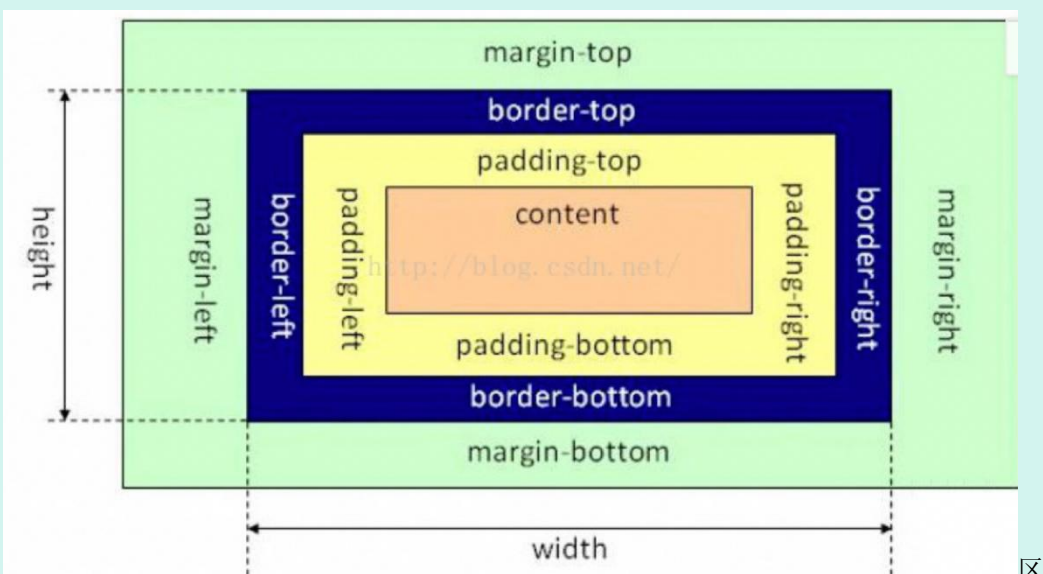 margin-top
border-top
padding-top
content
height
margin-left
border-left
padding-left
http://blog.csdn.net/
padding-right
border-right
margin-right
padding-bottom
border-bottom
margin-bottom
width
区